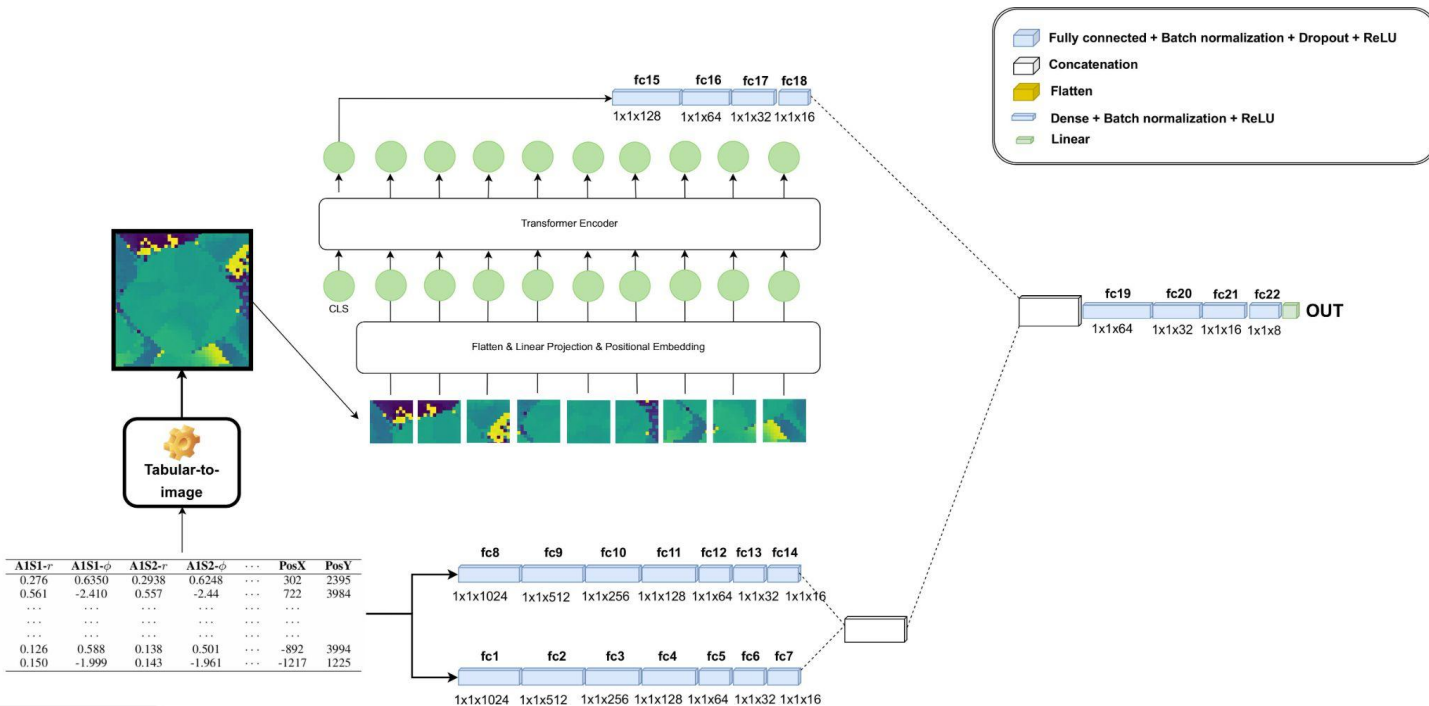 Fully connected + Batch normalization + Dropout + ReLU
Concatenation
Flatten
Dense + Batch normalization + ReLU
Linear
fc15 fc16 fc17 fc18
1x1x128 1x1x64 1x1x32 1x1x16
Transformer Encoder
CLS
Flatten & Linear Projection & Positional Embedding
Tabular-to-
image
A1S1-r A1S1-ϕ A1S2-r A1S2-ϕ ⋯ PosX PosY
0.276 0.6350 0.2938 0.6248 ⋯ 302 2395
0.561 -2.410 0.557 -2.44 ⋯ 722 3984
... ... ... ... ⋯ ...
... ... ... ... ⋯ ...
... ... ... ... ⋯ ...
0.126 0.588 0.138 0.501 ⋯ -892 3994
0.150 -1.999 0.143 -1.961 ⋯ -1217 1225
fc8 fc9 fc10 fc11 fc12 fc13 fc14
1x1x1024 1x1x512 1x1x256 1x1x128 1x1x64 1x1x32 1x1x16
fc1 fc2 fc3 fc4 fc5 fc6 fc7
1x1x1024 1x1x512 1x1x256 1x1x128 1x1x64 1x1x32 1x1x16
fc19 fc20 fc21 fc22
OUT
1x1x64 1x1x32 1x1x16 1x1x8